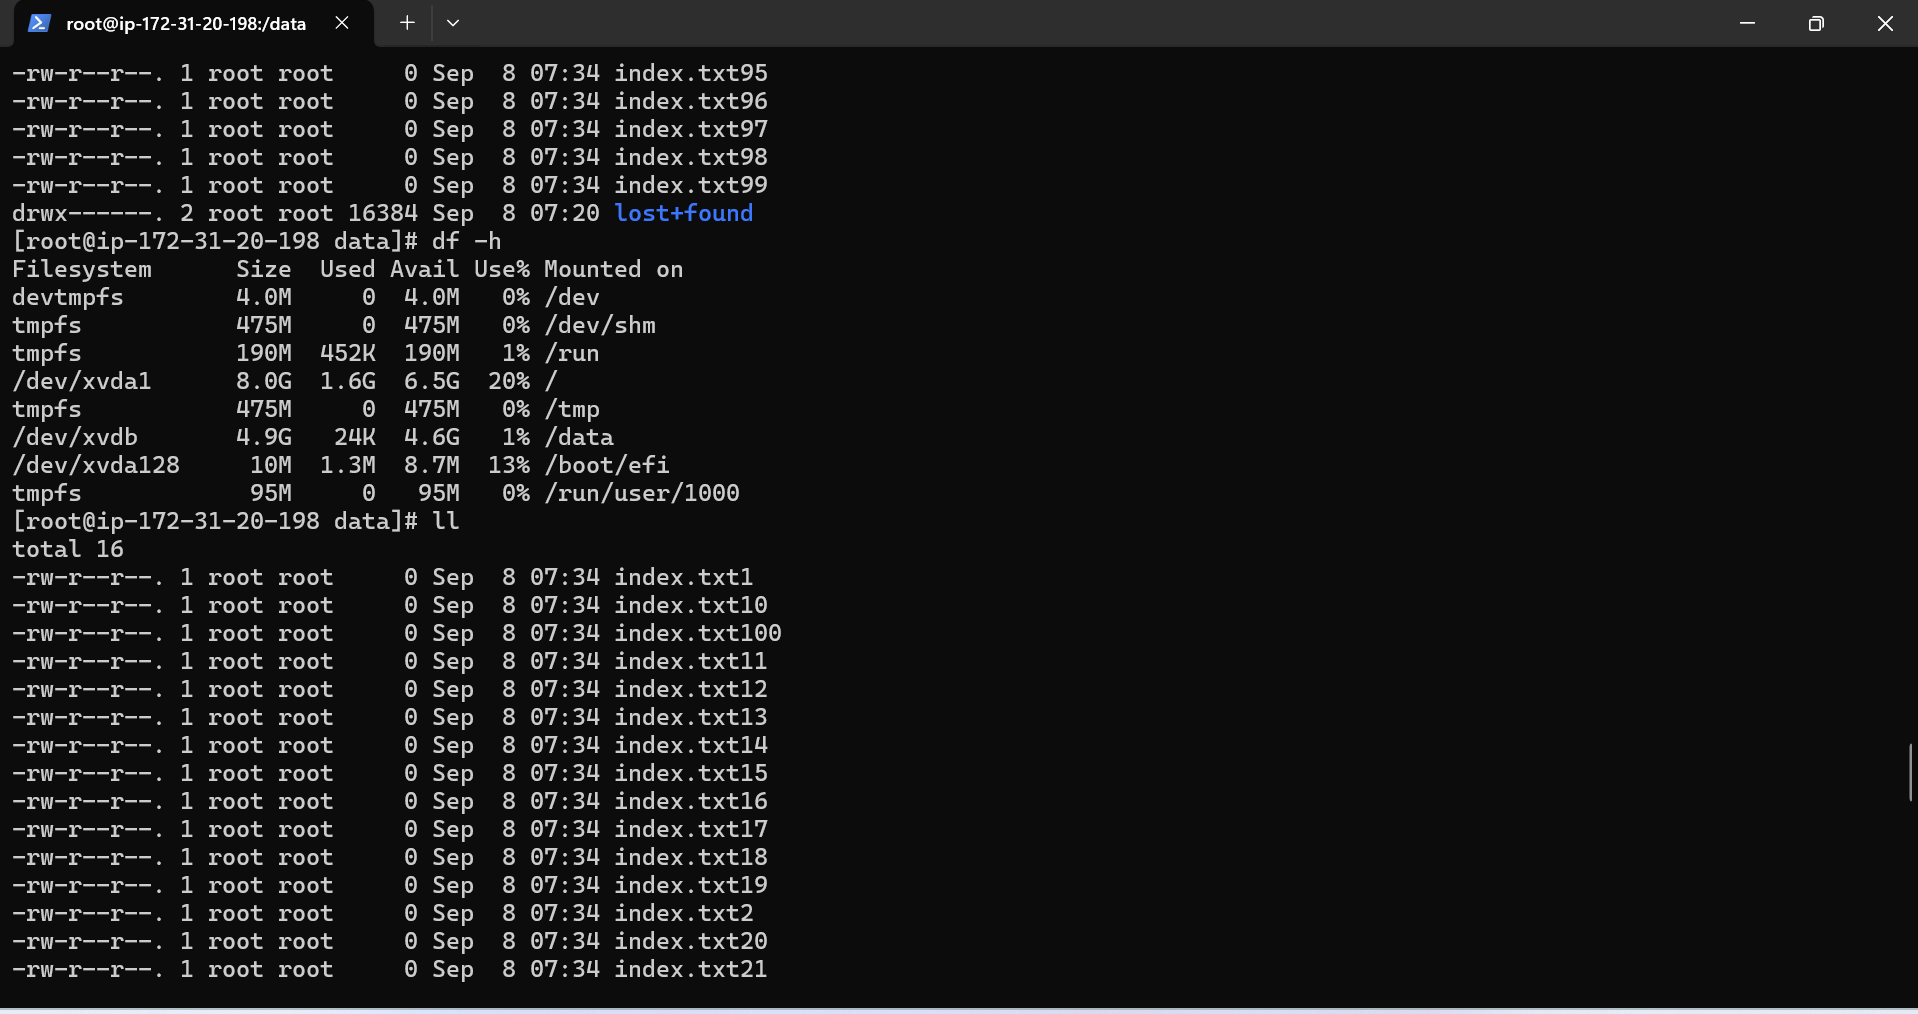 root@ip-172-31-20-198:/data
-rw-r--r--. 1 root root     0 Sep  8 07:34 index.txt95
-rw-r--r--. 1 root root     0 Sep  8 07:34 index.txt96
-rw-r--r--. 1 root root     0 Sep  8 07:34 index.txt97
-rw-r--r--. 1 root root     0 Sep  8 07:34 index.txt98
-rw-r--r--. 1 root root     0 Sep  8 07:34 index.txt99
drwx------. 2 root root 16384 Sep  8 07:20 lost+found
[root@ip-172-31-20-198 data]# df -h
Filesystem      Size  Used Avail Use% Mounted on
devtmpfs        4.0M     0  4.0M   0% /dev
tmpfs           475M     0  475M   0% /dev/shm
tmpfs           190M  452K  190M   1% /run
/dev/xvda1      8.0G  1.6G  6.5G  20% /
tmpfs           475M     0  475M   0% /tmp
/dev/xvdb       4.9G   24K  4.6G   1% /data
/dev/xvda128     10M  1.3M  8.7M  13% /boot/efi
tmpfs            95M     0   95M   0% /run/user/1000
[root@ip-172-31-20-198 data]# ll
total 16
-rw-r--r--. 1 root root     0 Sep  8 07:34 index.txt1
-rw-r--r--. 1 root root     0 Sep  8 07:34 index.txt10
-rw-r--r--. 1 root root     0 Sep  8 07:34 index.txt100
-rw-r--r--. 1 root root     0 Sep  8 07:34 index.txt11
-rw-r--r--. 1 root root     0 Sep  8 07:34 index.txt12
-rw-r--r--. 1 root root     0 Sep  8 07:34 index.txt13
-rw-r--r--. 1 root root     0 Sep  8 07:34 index.txt14
-rw-r--r--. 1 root root     0 Sep  8 07:34 index.txt15
-rw-r--r--. 1 root root     0 Sep  8 07:34 index.txt16
-rw-r--r--. 1 root root     0 Sep  8 07:34 index.txt17
-rw-r--r--. 1 root root     0 Sep  8 07:34 index.txt18
-rw-r--r--. 1 root root     0 Sep  8 07:34 index.txt19
-rw-r--r--. 1 root root     0 Sep  8 07:34 index.txt2
-rw-r--r--. 1 root root     0 Sep  8 07:34 index.txt20
-rw-r--r--. 1 root root     0 Sep  8 07:34 index.txt21